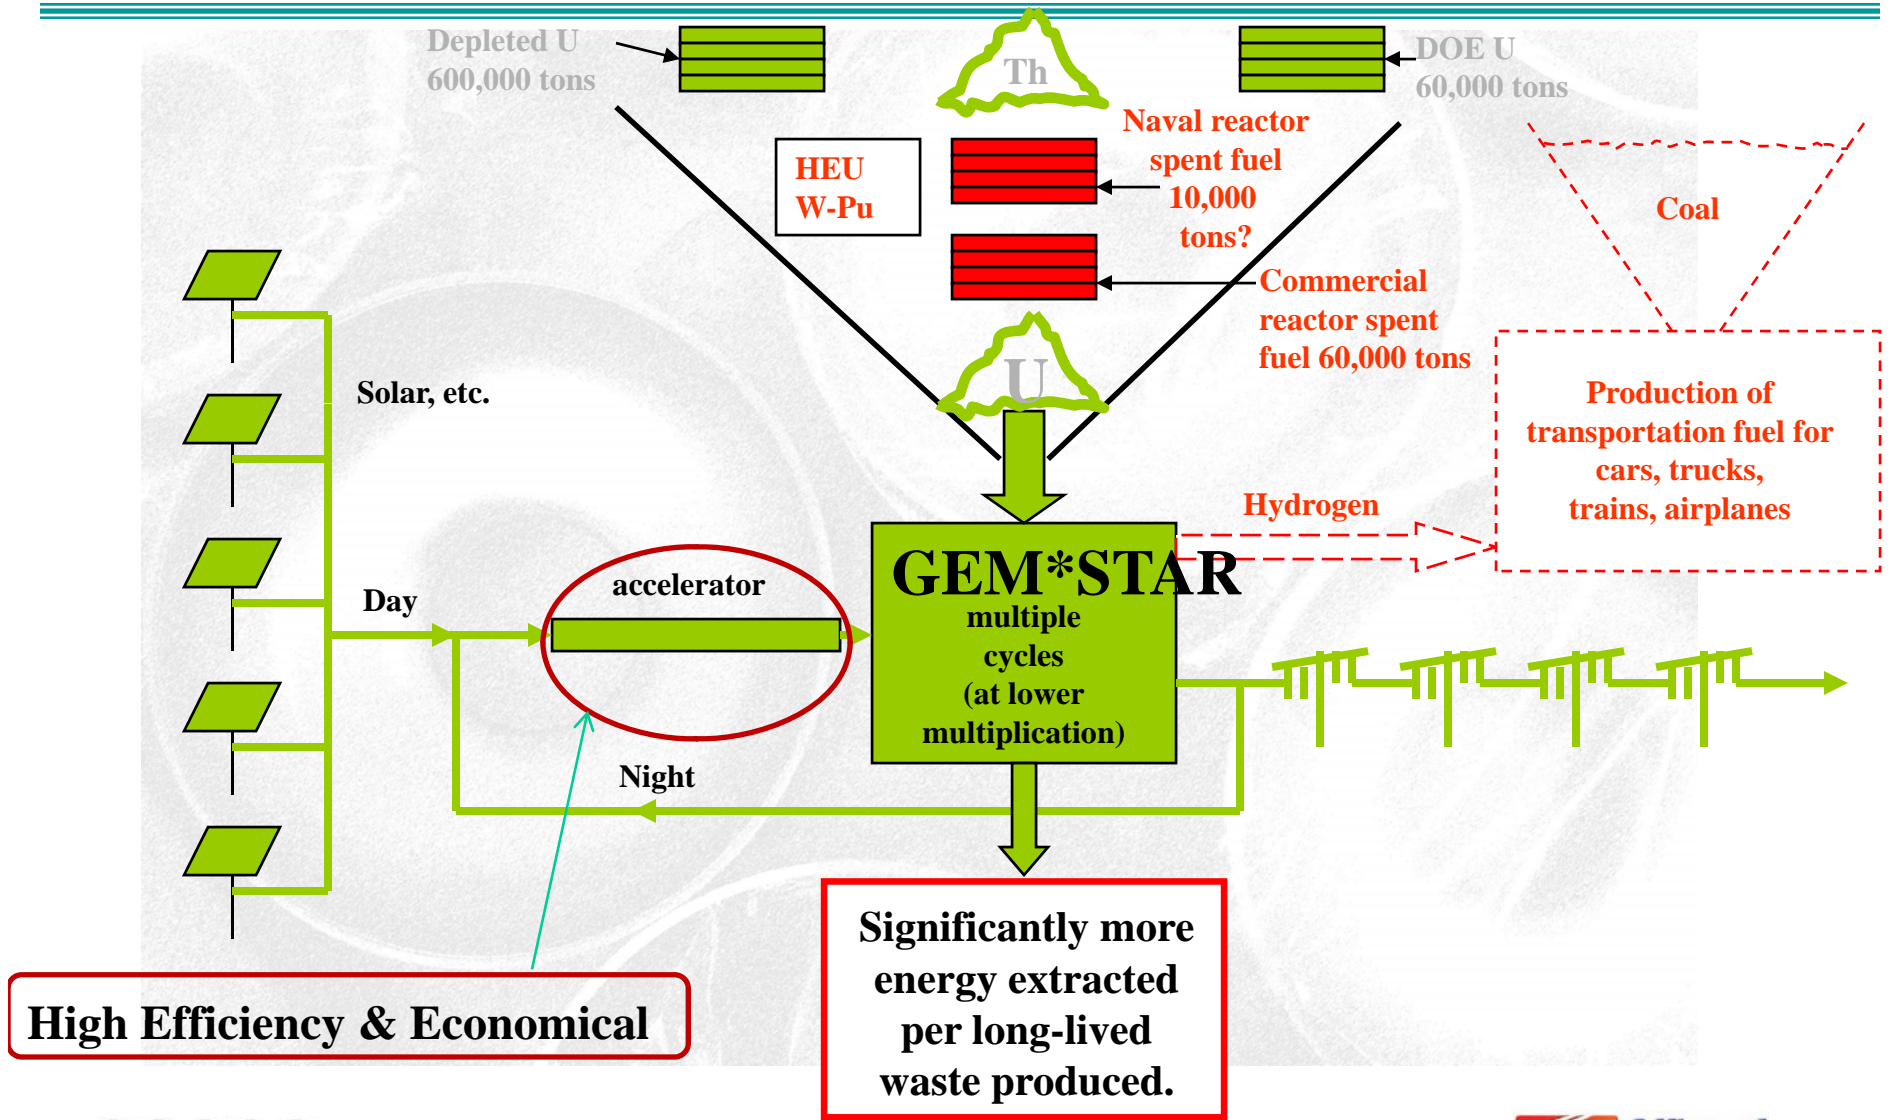 Depleted U
600,000 tons
Th
DOE U
60,000 tons
Naval reactor
spent fuel
10,000
tons?
HEU
W-Pu
Coal
Commercial
reactor spent
fuel 60,000 tons
U
Solar, etc.
Production of
transportation fuel for
cars, trucks,
trains, airplanes
Hydrogen
GEM*STAR
multiple
cycles
(at lower
multiplication)
accelerator
Day
Night
Significantly more
energy extracted
per long-lived
waste produced.
High Efficiency & Economical